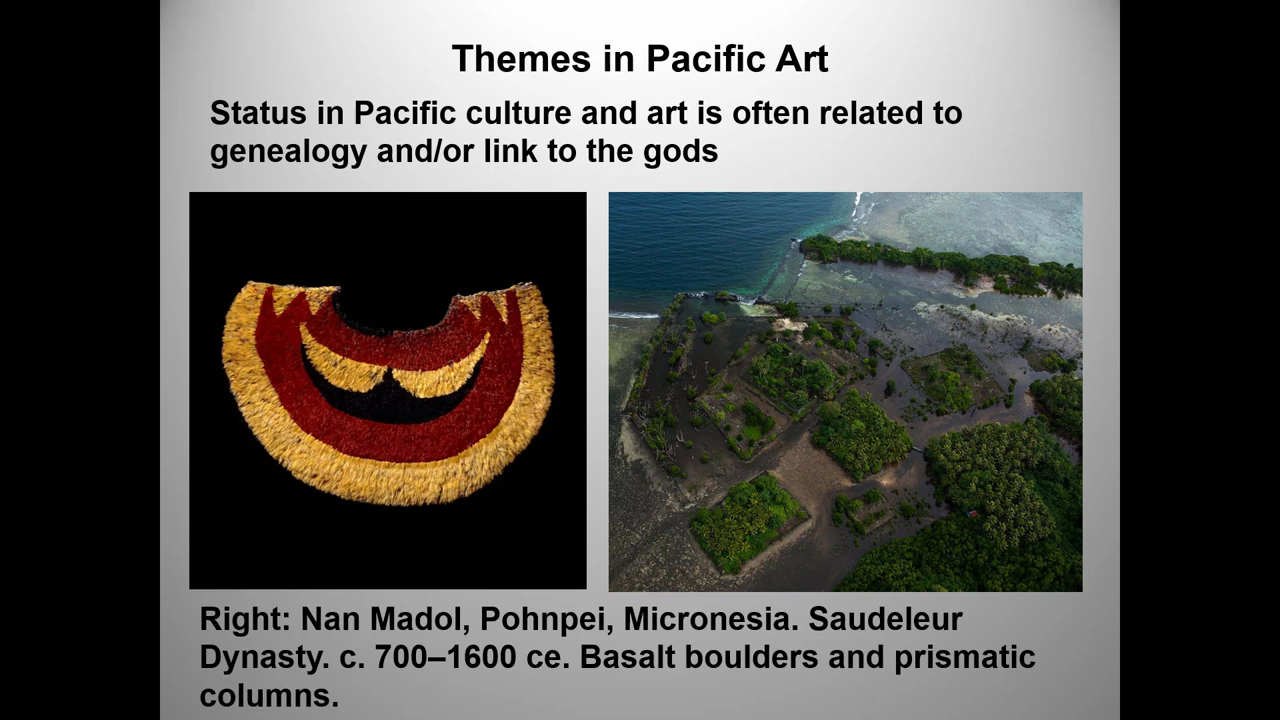 Themes in Pacific Art
Status in Pacific culture and art is often related to
genealogy and/or link to the gods
Right: Nan Madol, Pohnpei, Micronesia. Saudeleur
Dynasty. c. 700–1600 ce. Basalt boulders and prismatic
columns.